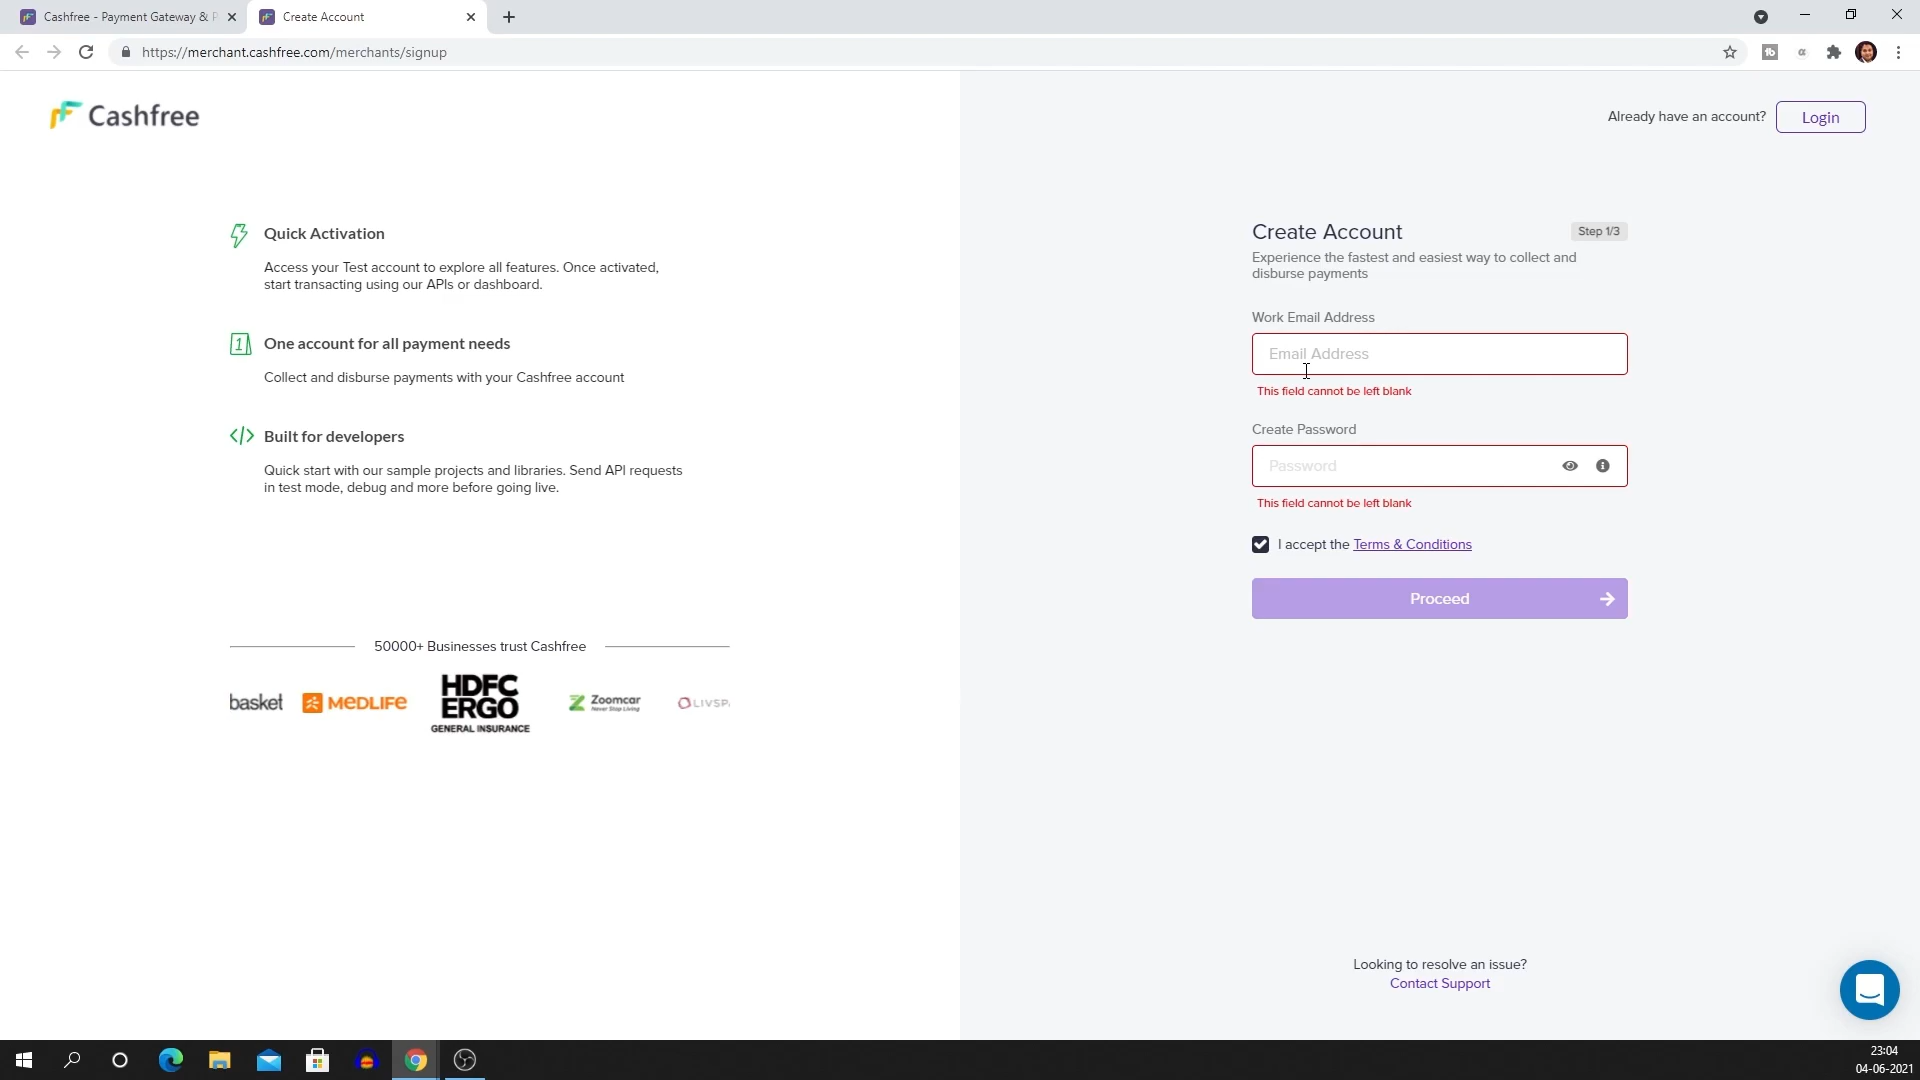 Cashfree - Payment Gateway & P
Create Account
https://merchant.cashfree.com/merchants/signup
Cashfree
Already have an account?
Login
Quick Activation
Access your Test account to explore all features. Once activated,
start transacting using our APIs or dashboard.
1
One account for all payment needs
Collect and disburse payments with your Cashfree account
</>
Built for developers
Quick start with our sample projects and libraries. Send API requests
in test mode, debug and more before going live.
50000+ Businesses trust Cashfree
basket
MEDLIFE
HDFC
ERGO
GENERAL INSURANCE
Zoomcar
Never Stop Living
LIVSP
Create Account
Step 1/3
Experience the fastest and easiest way to collect and
disburse payments
Work Email Address
Email Address
This field cannot be left blank
Create Password
Password
This field cannot be left blank
I accept the Terms & Conditions
Proceed
Looking to resolve an issue?
Contact Support
23:04
04-06-2021